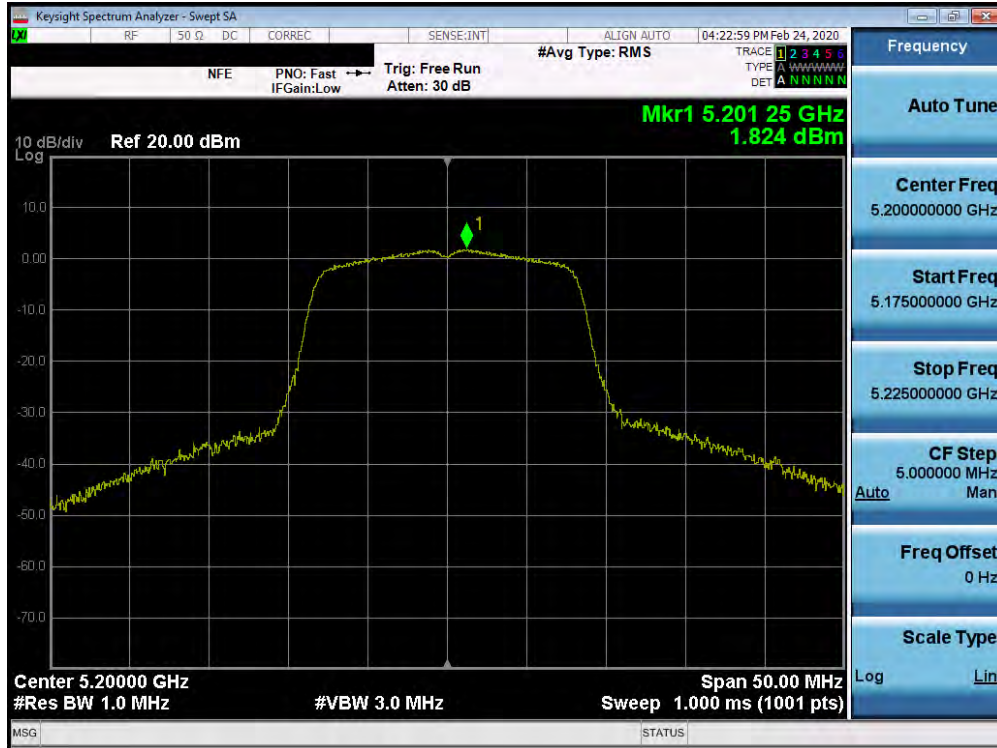 Keysight Spectrum Analyzer - Swept SA
LXI RF 50 Ω DC CORREC SENSE:INT ALIGN AUTO 04:22:59 PM Feb 24, 2020
NFE PNO: Fast Trig: Free Run #Avg Type: RMS TRACE 1 2 3 4 5 6
IFGain:Low Atten: 30 dB TYPE A WWWWW
DET A N N N N N
Mkr1 5.201 25 GHz
1.824 dBm
10 dB/div Ref 20.00 dBm
Log
1
10.0
0.00
-10.0
-20.0
-30.0
-40.0
-50.0
-60.0
-70.0
Center 5.20000 GHz Span 50.00 MHz
#Res BW 1.0 MHz #VBW 3.0 MHz Sweep 1.000 ms (1001 pts)
MSG STATUS
Frequency
Auto Tune
Center Freq
5.200000000 GHz
Start Freq
5.175000000 GHz
Stop Freq
5.225000000 GHz
CF Step
5.000000 MHz
Auto Man
Freq Offset
0 Hz
Scale Type
Log Lin